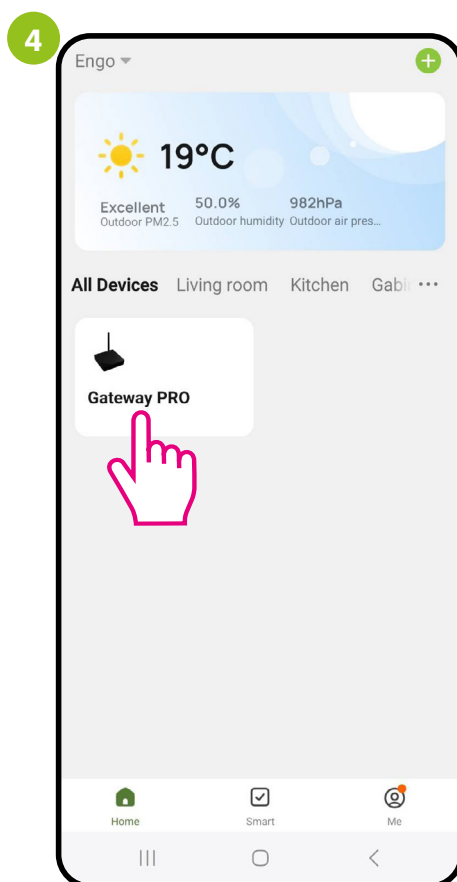 4
Engo
19°C
Excellent 50.0% 982hPa
Outdoor PM2.5 Outdoor humidity Outdoor air pres...
All Devices Living room Kitchen Gabi
Gateway PRO
Home Smart Me